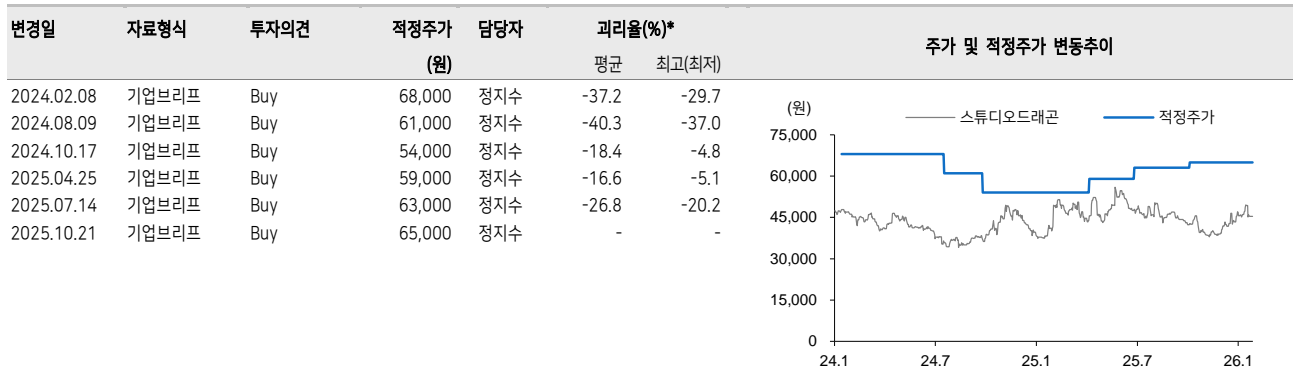 변경일 자료형식 투자의견 적정주가 담당자 괴리율(%)* 주가 및 적정주가 변동추이
(원) 평균 최고(최저)
2024.02.08 기업브리프 Buy 68,000 정지수 -37.2 -29.7
2024.08.09 기업브리프 Buy 61,000 정지수 -40.3 -37.0
2024.10.17 기업브리프 Buy 54,000 정지수 -18.4 -4.8
2025.04.25 기업브리프 Buy 59,000 정지수 -16.6 -5.1
2025.07.14 기업브리프 Buy 63,000 정지수 -26.8 -20.2
2025.10.21 기업브리프 Buy 65,000 정지수 - -
(원)
스튜디오드래곤 적정주가
75,000
60,000
45,000
30,000
15,000
0
24.1 24.7 25.1 25.7 26.1